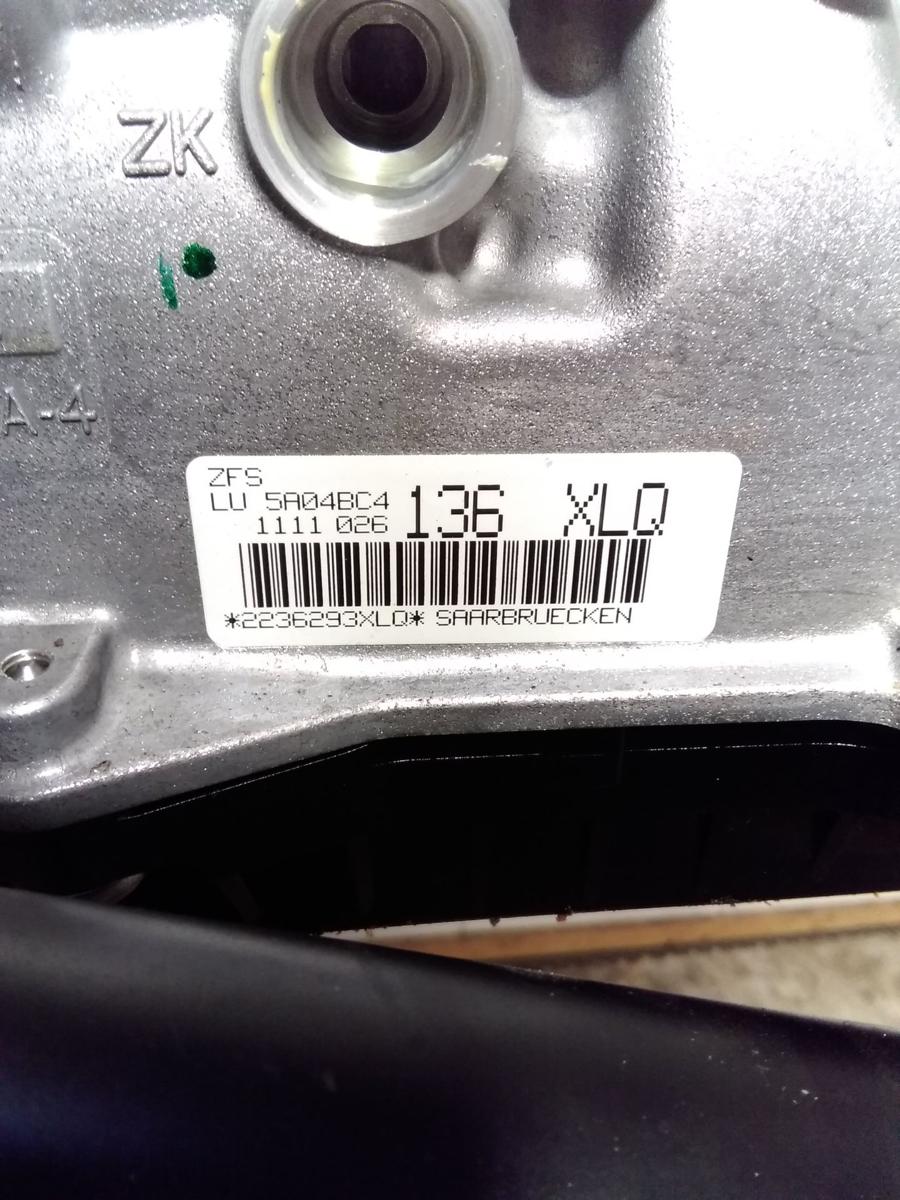 ZK
A-4
ZFS
LU 5A04BC4 136 XLQ
1111 026
*2236293XLQ* SAARBRUECKEN